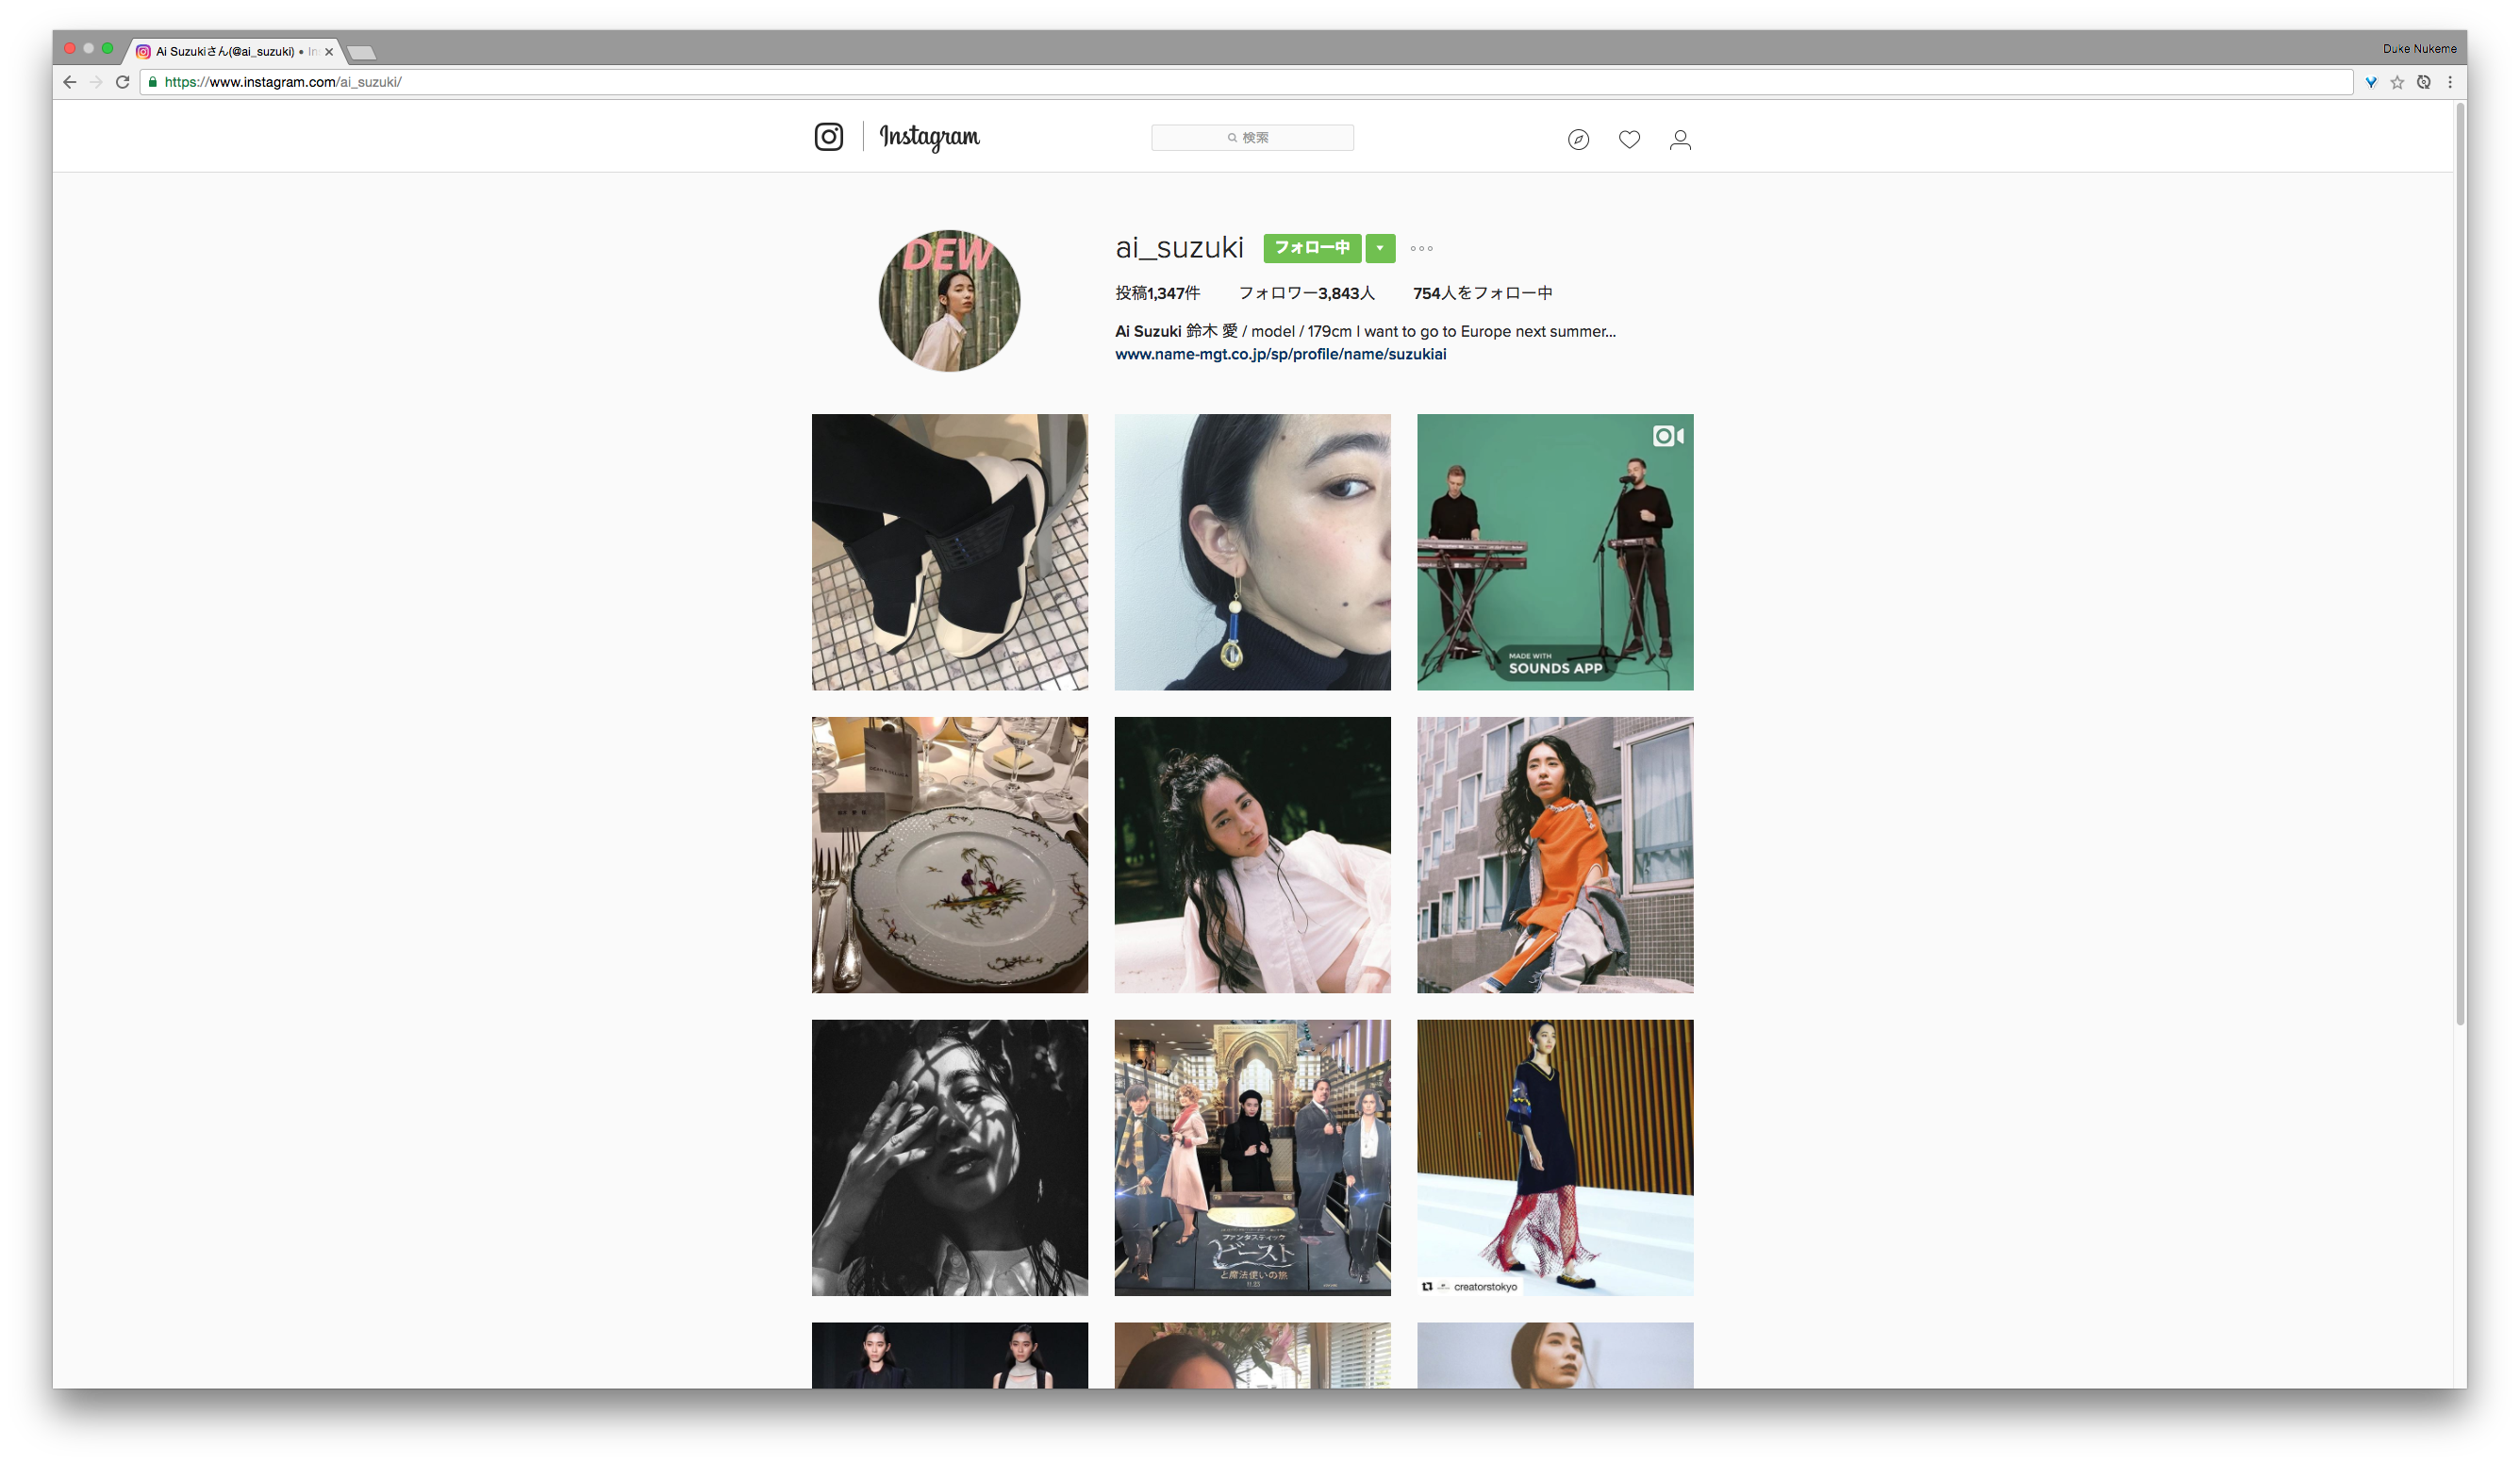 Ai Suzukiさん(@ai_suzuki) • In
Duke Nukeme
https://www.instagram.com/ai_suzuki/
Instagram
検索
DEW
ai_suzuki
フォロー中
投稿1,347件 フォロワー3,843人 754人をフォロー中
Ai Suzuki 鈴木 愛 / model / 179cm I want to go to Europe next summer...
www.name-mgt.co.jp/sp/profile/name/suzukiai
MADE WITH
SOUNDS APP
DEAN & DELUCA
ファンタスティック
ビースト
と魔法使いの旅
11.23
creatorstokyo